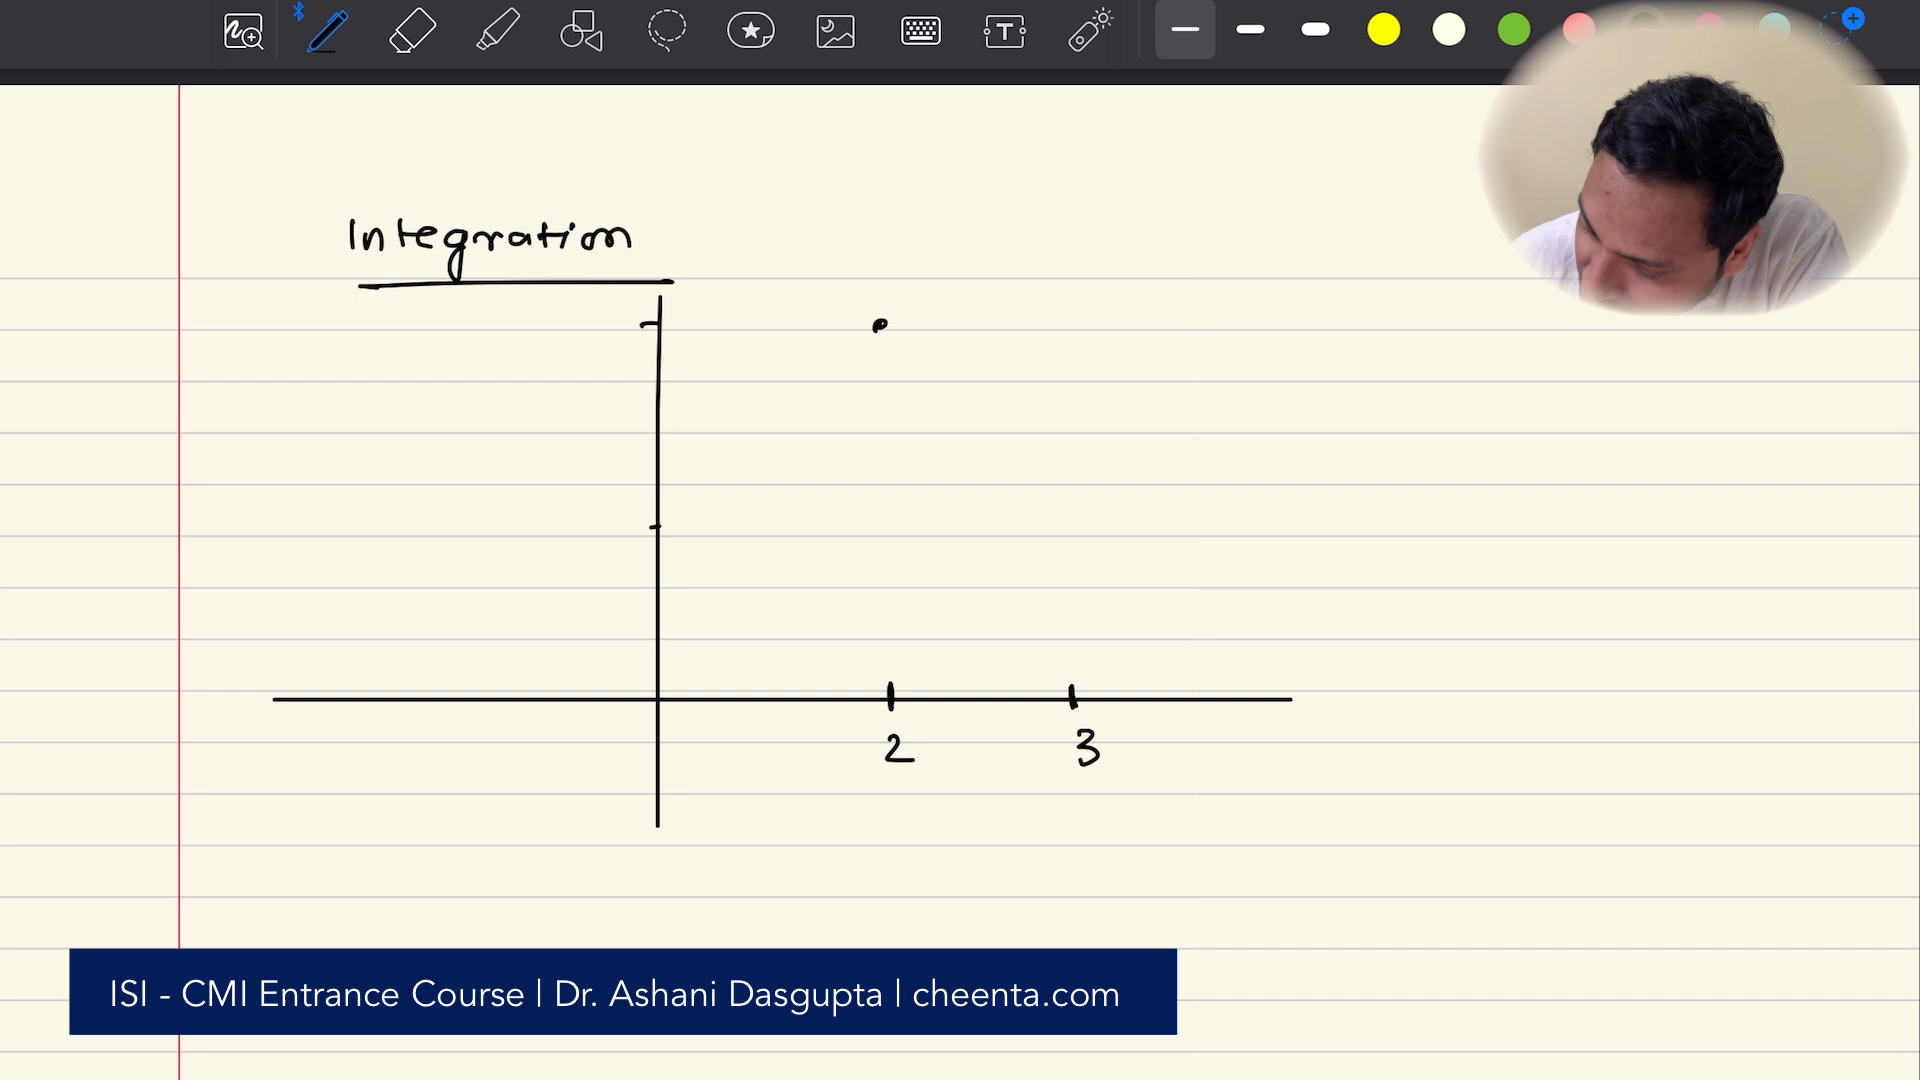 T
Integration
2 3
ISI - CMI Entrance Course | Dr. Ashani Dasgupta | cheenta.com